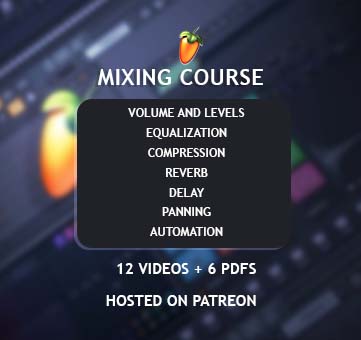 MIXING COURSE
VOLUME AND LEVELS
EQUALIZATION
COMPRESSION
REVERB
DELAY
PANNING
AUTOMATION
12 VIDEOS + 6 PDFS
HOSTED ON PATREON